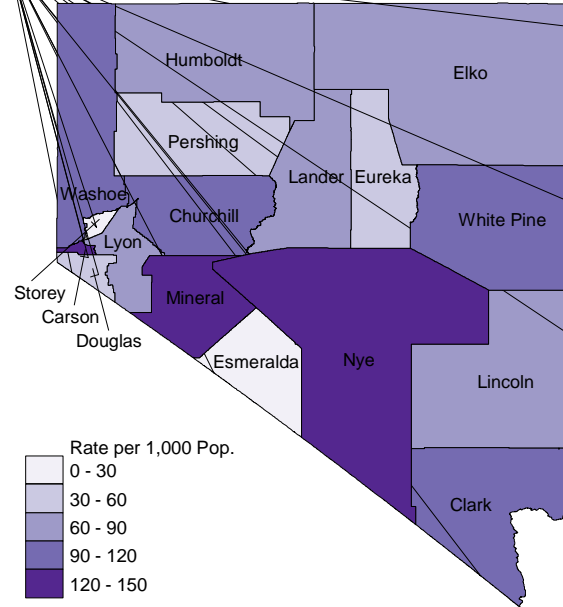 Humboldt
Elko
Pershing
Lander
Eureka
Washoe
Churchill
White Pine
Lyon
Storey
Carson
Douglas
Mineral
Esmeralda
Nye
Lincoln
Clark
Rate per 1,000 Pop.
0 - 30
30 - 60
60 - 90
90 - 120
120 - 150